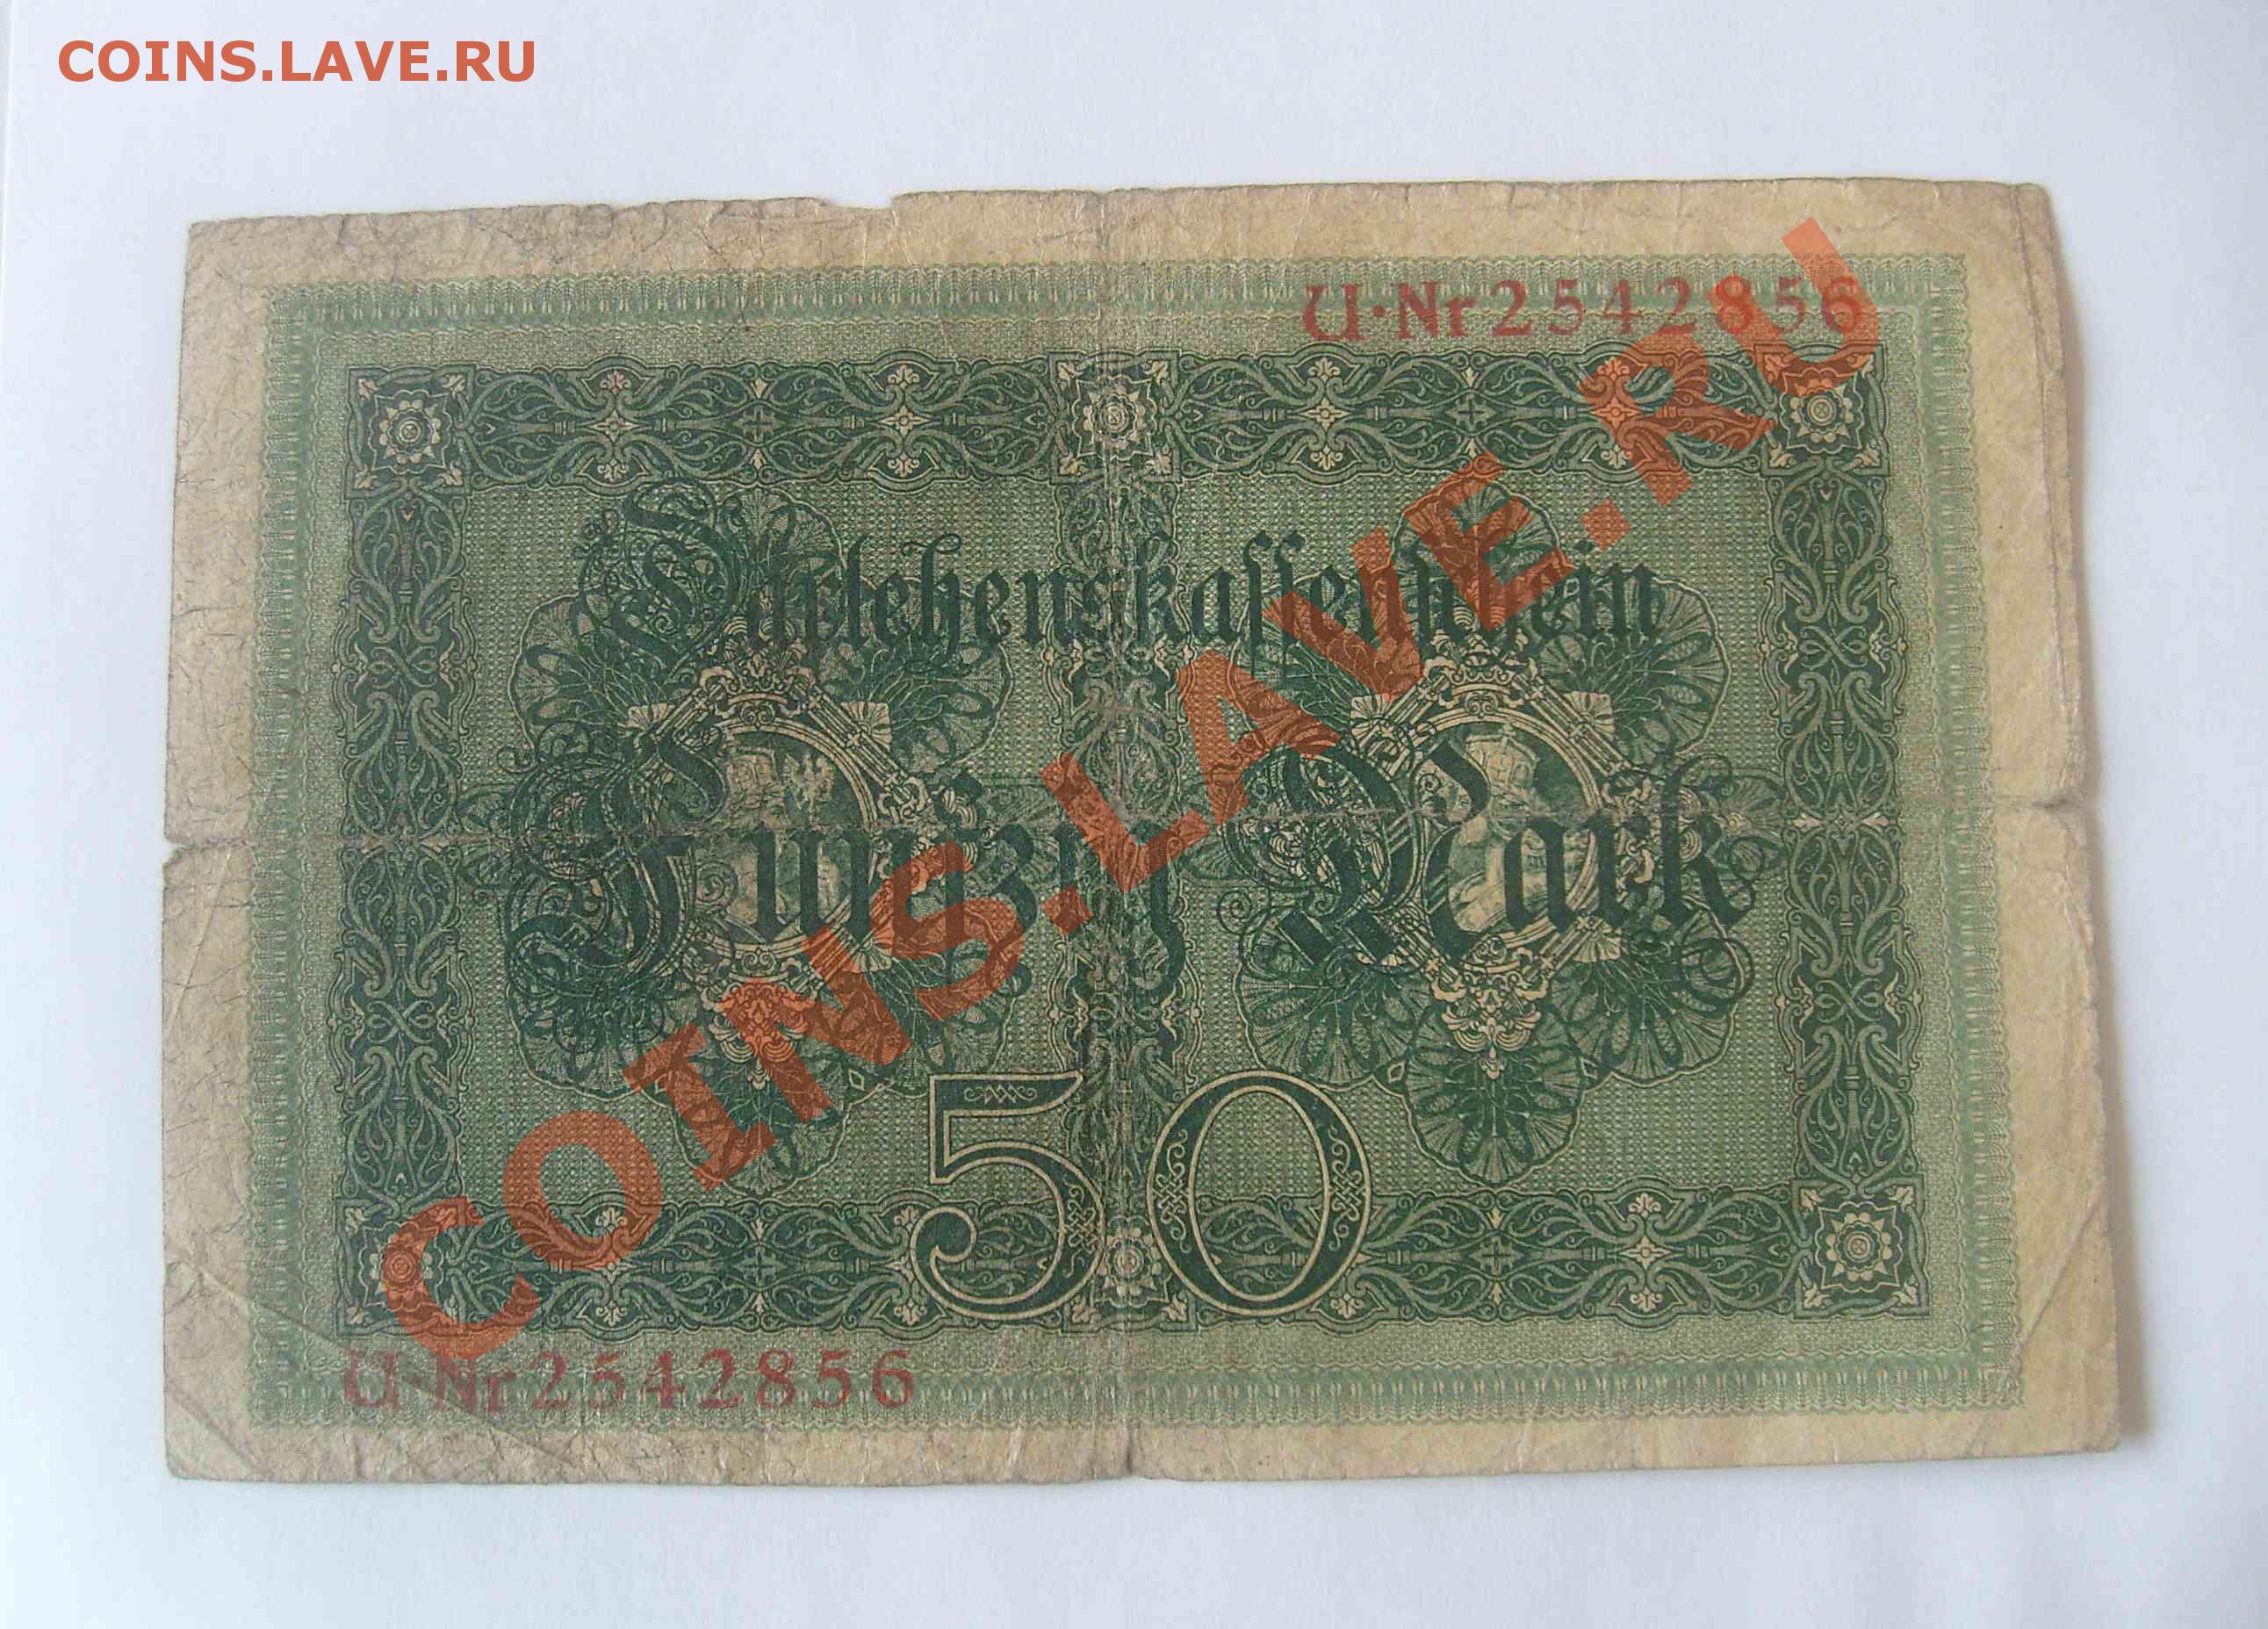 COINS.LAVE.RU
U·Nr 2542856
Darlehenskassenschein
Fünfzig Mark
50
U·Nr 2542856
COINS.LAVE.RU